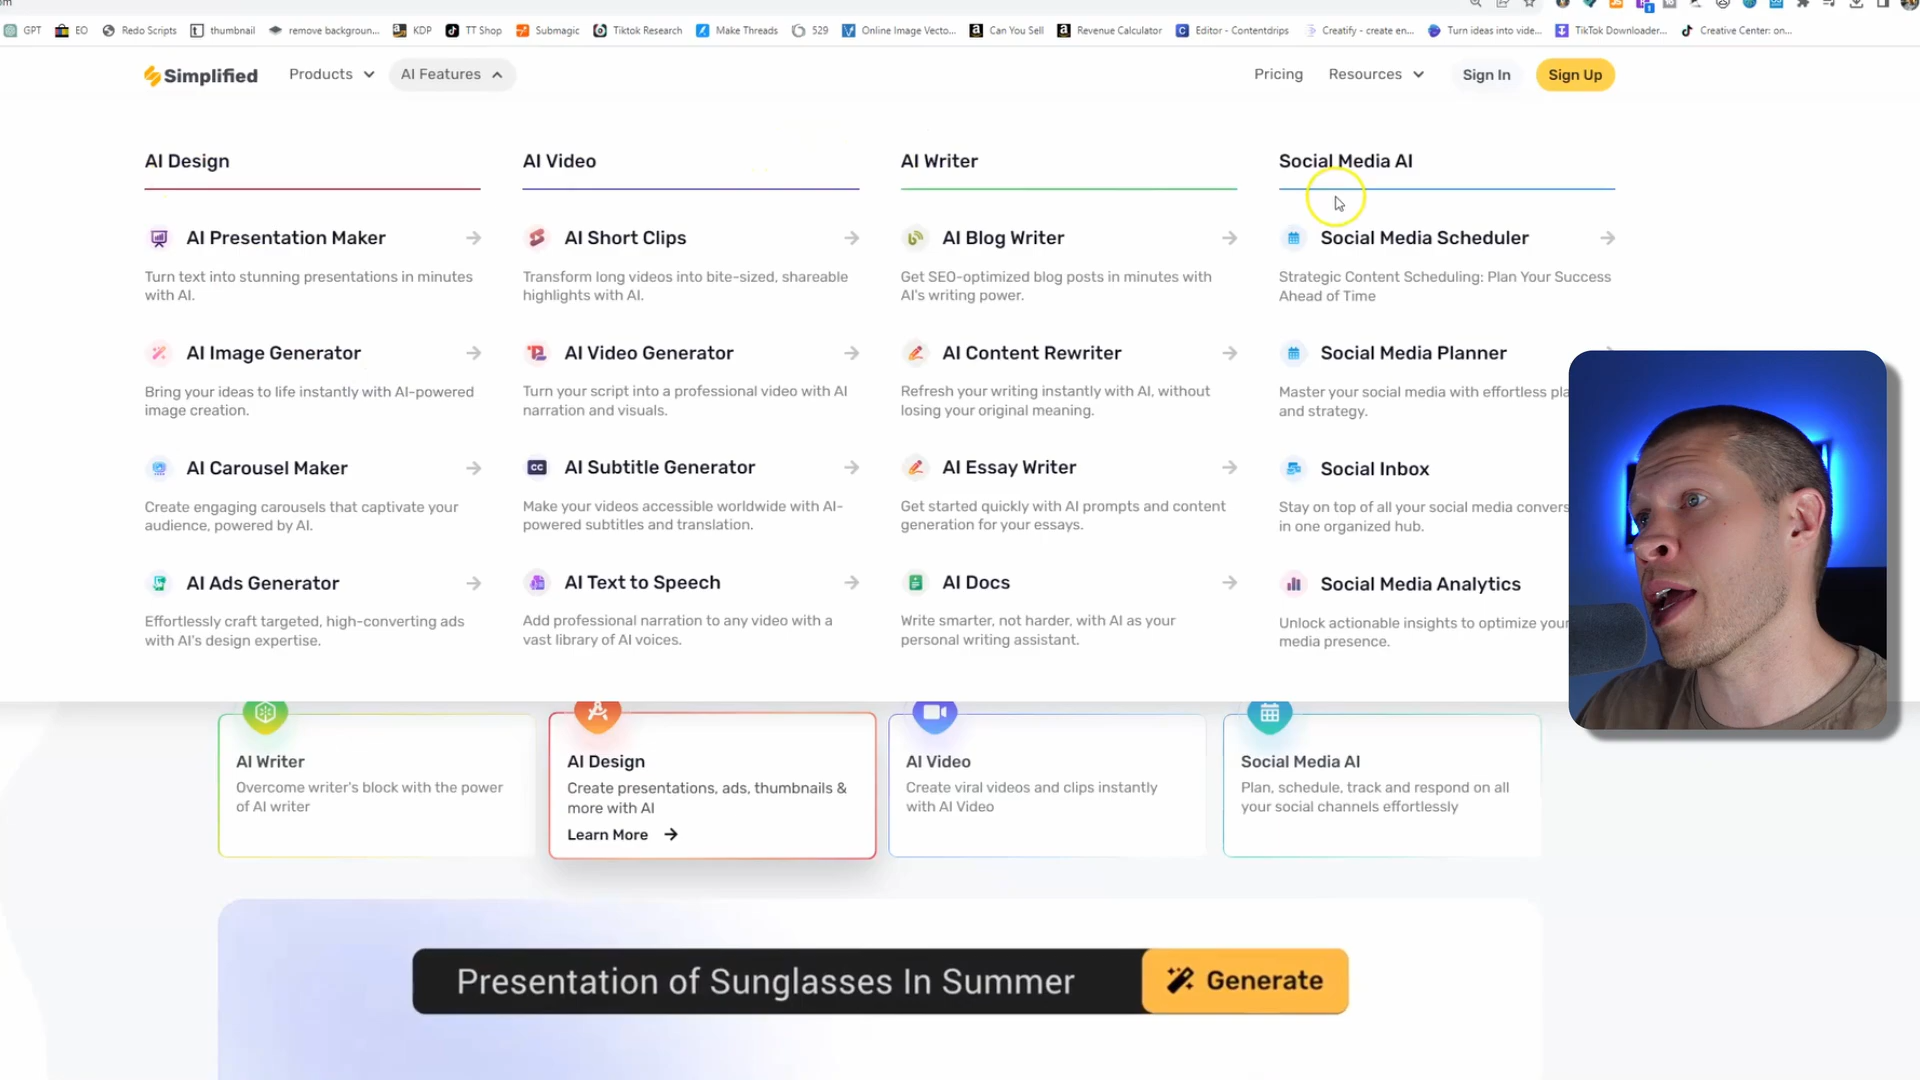 om
GPT
EO
Redo Scripts
thumbnail
remove backgroun...
KDP
TT Shop
Submagic
Tiktok Research
Make Threads
529
Online Image Vecto...
Can You Sell
Revenue Calculator
Editor - Contentdrips
Creatify - create en...
Turn ideas into vide...
TikTok Downloader...
Creative Center: on...
Simplified
Products
AI Features
Pricing
Resources
Sign In
Sign Up
AI Design
AI Presentation Maker
Turn text into stunning presentations in minutes
with AI.
AI Image Generator
Bring your ideas to life instantly with AI-powered
image creation.
AI Carousel Maker
Create engaging carousels that captivate your
audience, powered by AI.
AI Ads Generator
Effortlessly craft targeted, high-converting ads
with AI's design expertise.
AI Video
AI Short Clips
Transform long videos into bite-sized, shareable
highlights with AI.
AI Video Generator
Turn your script into a professional video with AI
narration and visuals.
CC
AI Subtitle Generator
Make your videos accessible worldwide with AI-
powered subtitles and translation.
AI Text to Speech
Add professional narration to any video with a
vast library of AI voices.
AI Writer
AI Blog Writer
Get SEO-optimized blog posts in minutes with
AI's writing power.
AI Content Rewriter
Refresh your writing instantly with AI, without
losing your original meaning.
AI Essay Writer
Get started quickly with AI prompts and content
generation for your essays.
AI Docs
Write smarter, not harder, with AI as your
personal writing assistant.
Social Media AI
Social Media Scheduler
Strategic Content Scheduling: Plan Your Success
Ahead of Time
Social Media Planner
Master your social media with effortless pla
and strategy.
Social Inbox
Stay on top of all your social media convers
in one organized hub.
Social Media Analytics
Unlock actionable insights to optimize your
media presence.
AI Writer
Overcome writer's block with the power
of AI writer
AI Design
Create presentations, ads, thumbnails &
more with AI
Learn More
AI Video
Create viral videos and clips instantly
with AI Video
Social Media AI
Plan, schedule, track and respond on all
your social channels effortlessly
Presentation of Sunglasses In Summer
Generate